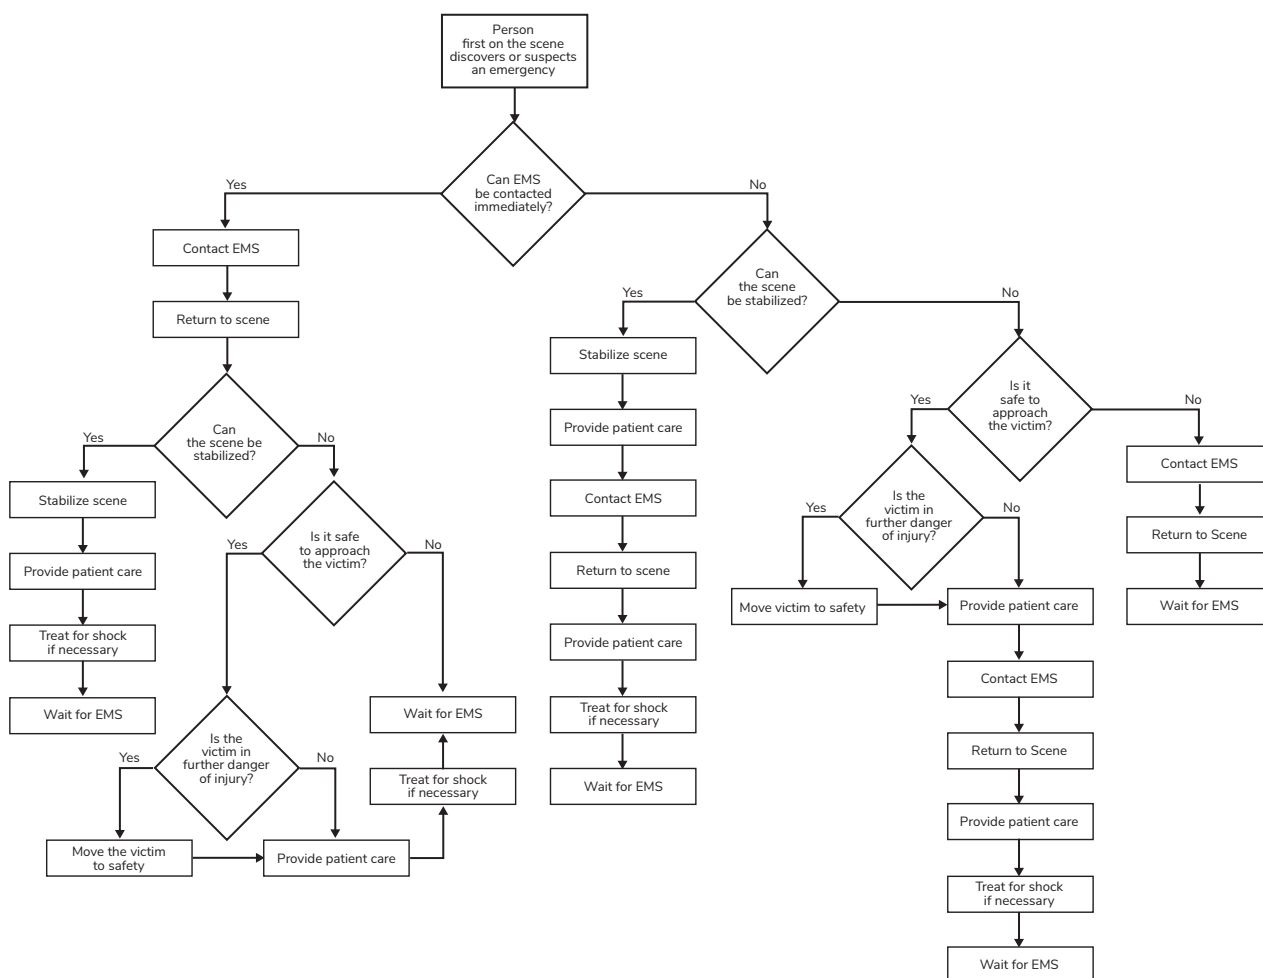 Person
first on the scene
discovers or suspects
an emergency
Can EMS
be contacted
immediately?
Yes
No
Contact EMS
Return to scene
Can
the scene be
stabilized?
Yes
No
Stabilize scene
Provide patient care
Treat for shock
if necessary
Wait for EMS
Is it safe
to approach
the victim?
Yes
No
Is the
victim in
further danger
of injury?
Yes
No
Move the victim
to safety
Provide patient care
Treat for shock
if necessary
Wait for EMS
Can
the scene
be stabilized?
Yes
No
Stabilize scene
Provide patient care
Contact EMS
Return to scene
Provide patient care
Treat for shock
if necessary
Wait for EMS
Is it
safe to
approach
the victim?
Yes
No
Is the
victim in
further danger
of injury?
Yes
No
Move victim to safety
Provide patient care
Contact EMS
Return to Scene
Provide patient care
Treat for shock
if necessary
Wait for EMS
Contact EMS
Return to Scene
Wait for EMS